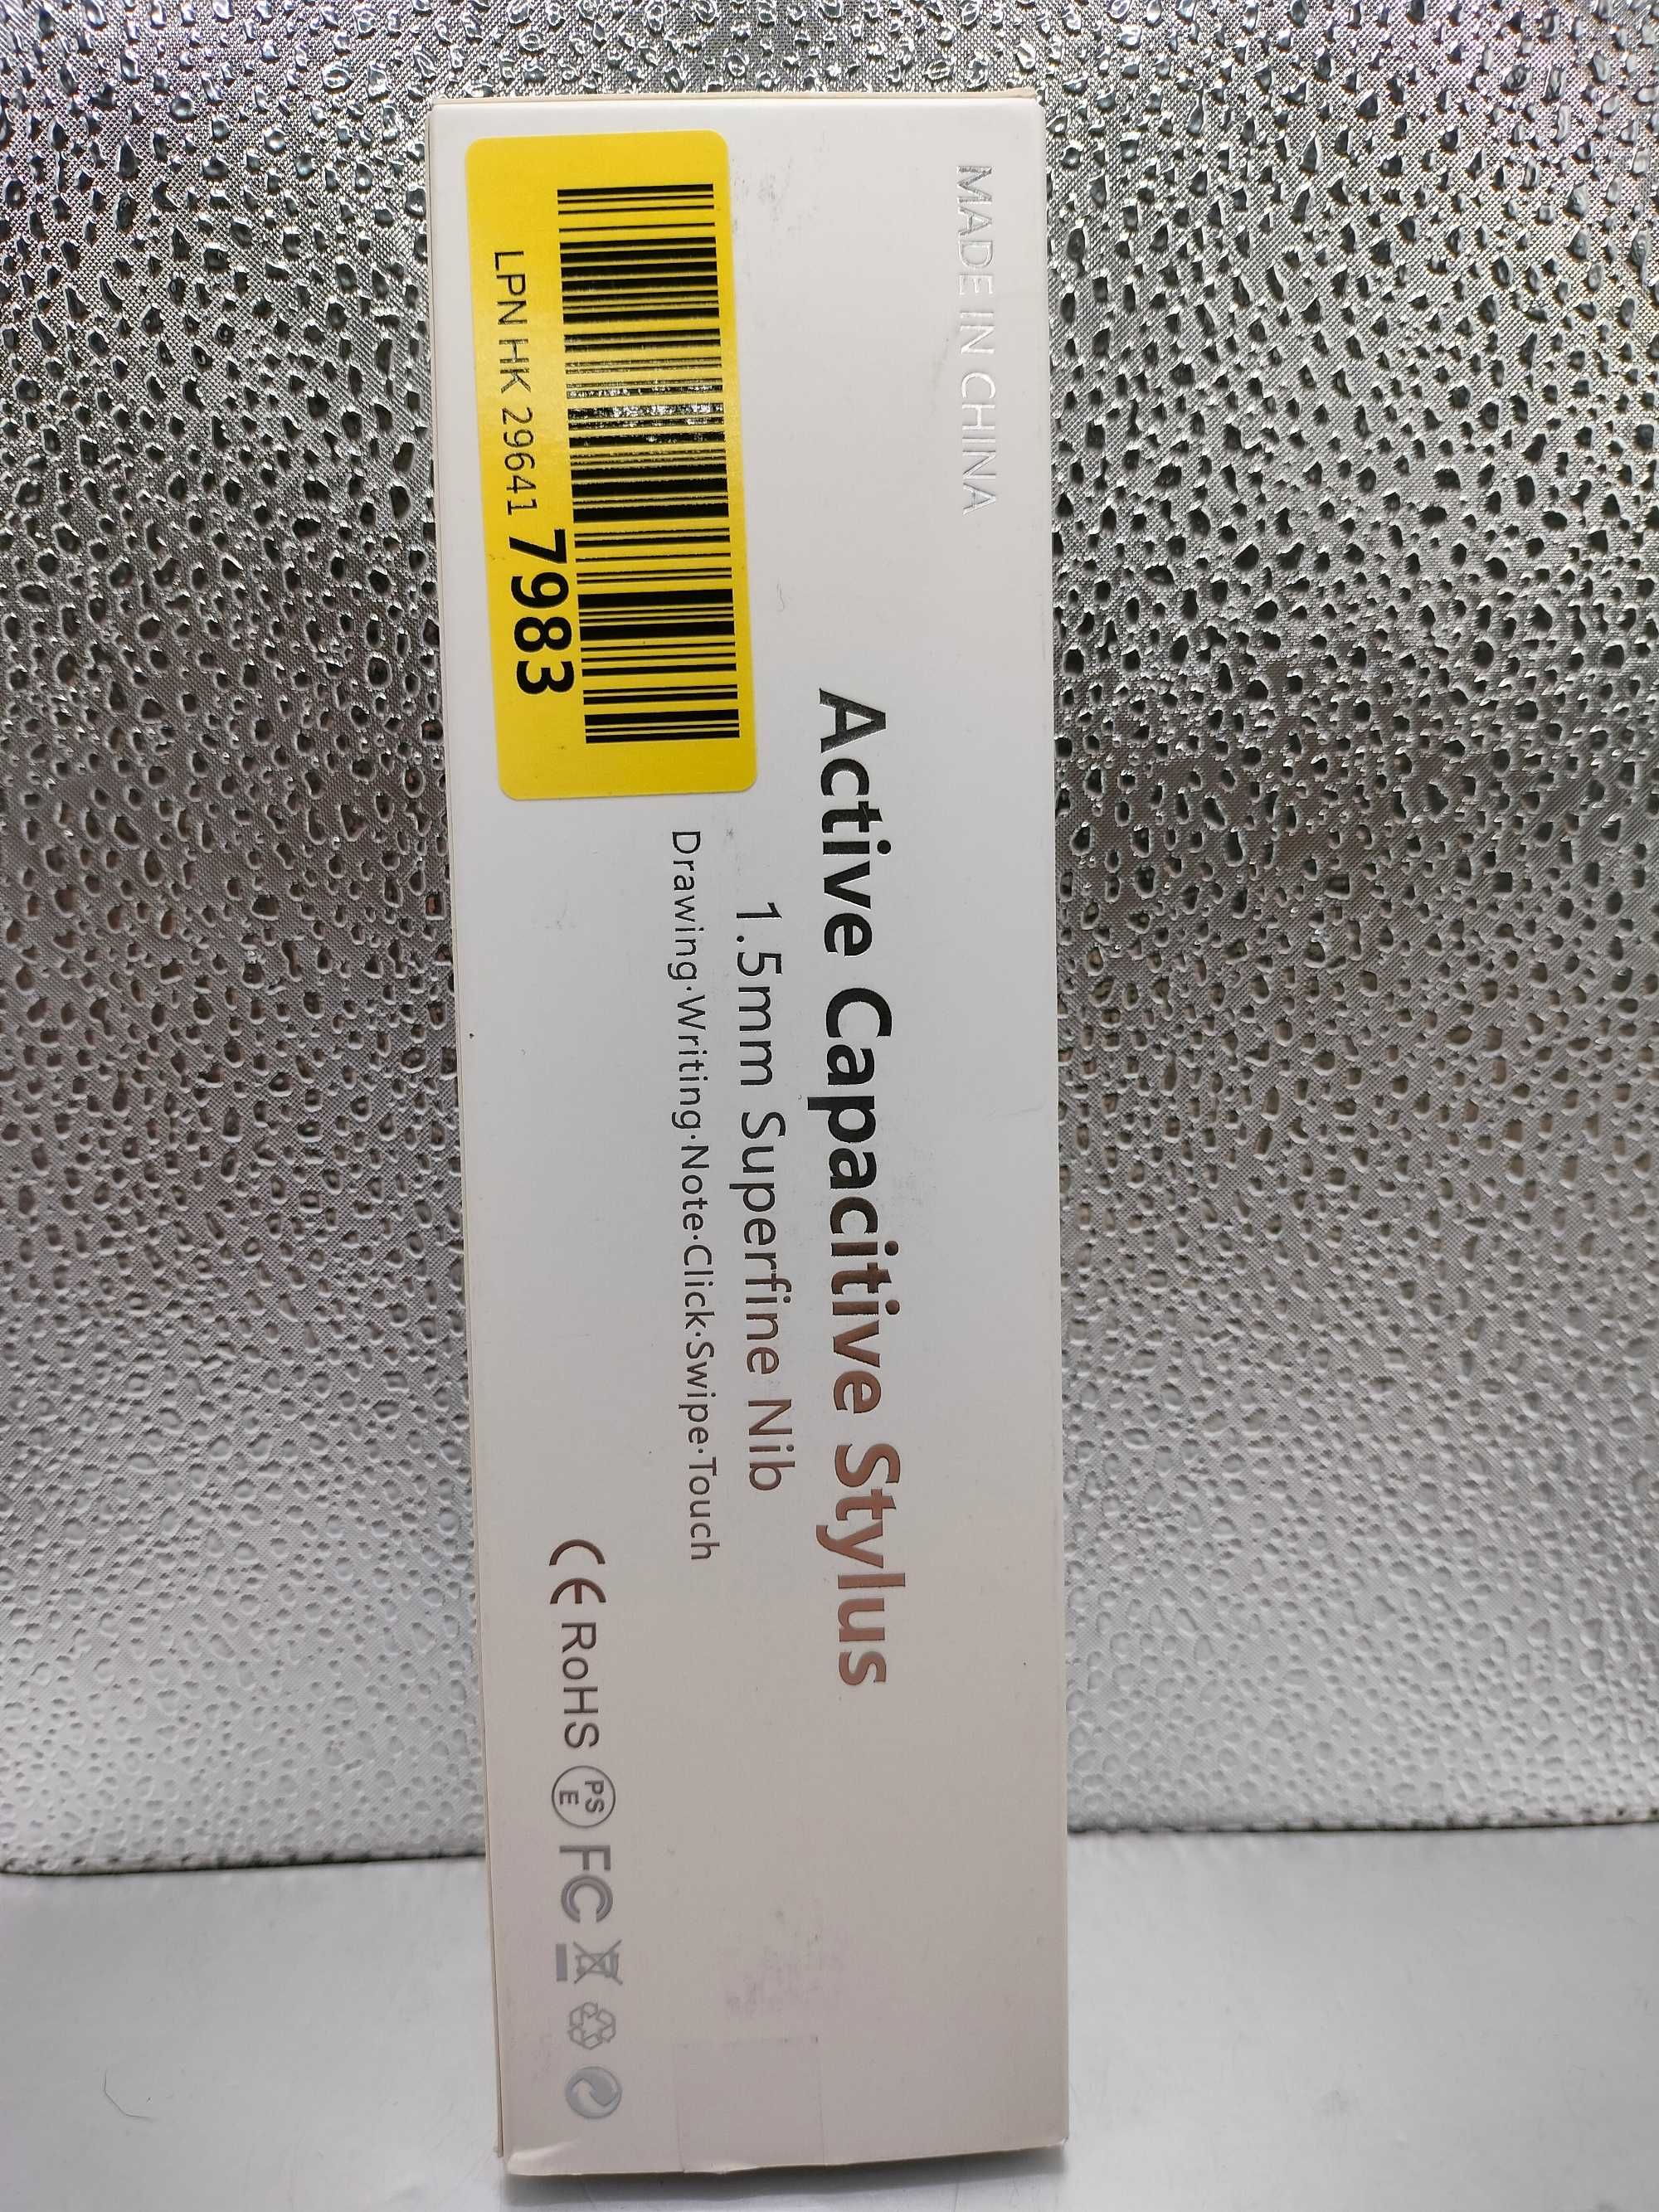 MADE IN CHINA
Active Capacitive Stylus
1.5mm Superfine Nib
Drawing·Writing·Note·Click·Swipe·Touch
LPN HK 29641 7983
CE RoHS PS E FC